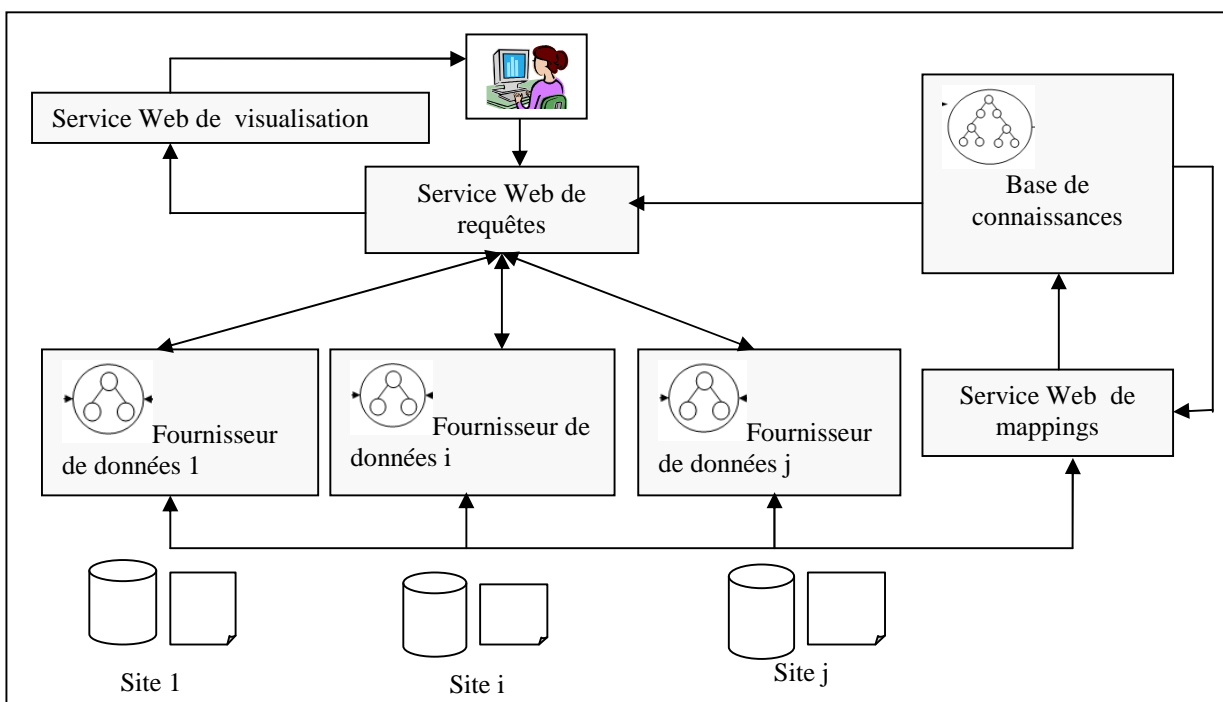 Service Web de visualisation
Service Web de
requêtes
Base de
connaissances
Fournisseur
de données 1
Fournisseur de
données i
Fournisseur
de données j
Service Web de
mappings
Site 1
Site i
Site j